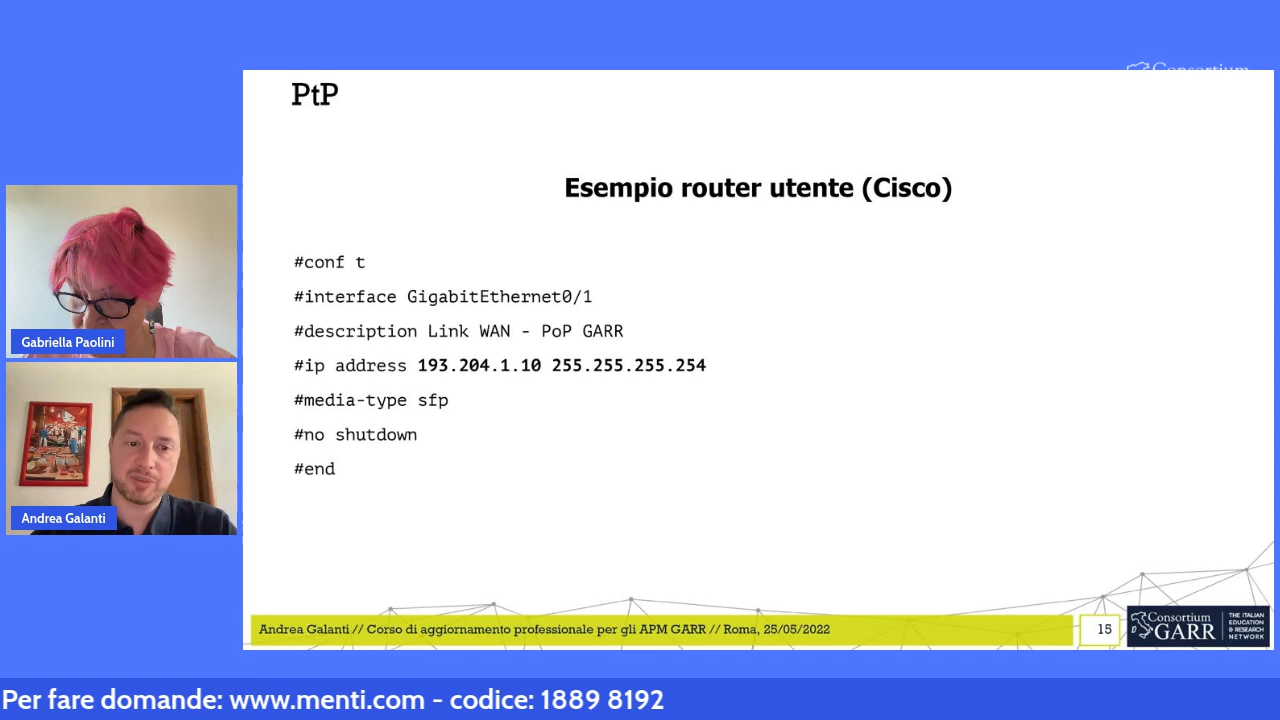 Consortium
PtP
Esempio router utente (Cisco)
#conf t
#interface GigabitEthernet0/1
#description Link WAN - PoP GARR
#ip address 193.204.1.10 255.255.255.254
#media-type sfp
#no shutdown
#end
Gabriella Paolini
Andrea Galanti
Andrea Galanti // Corso di aggiornamento professionale per gli APM GARR // Roma, 25/05/2022
15
Consortium
GARR
THE ITALIAN
EDUCATION
& RESEARCH
NETWORK
Per fare domande: www.menti.com - codice: 1889 8192